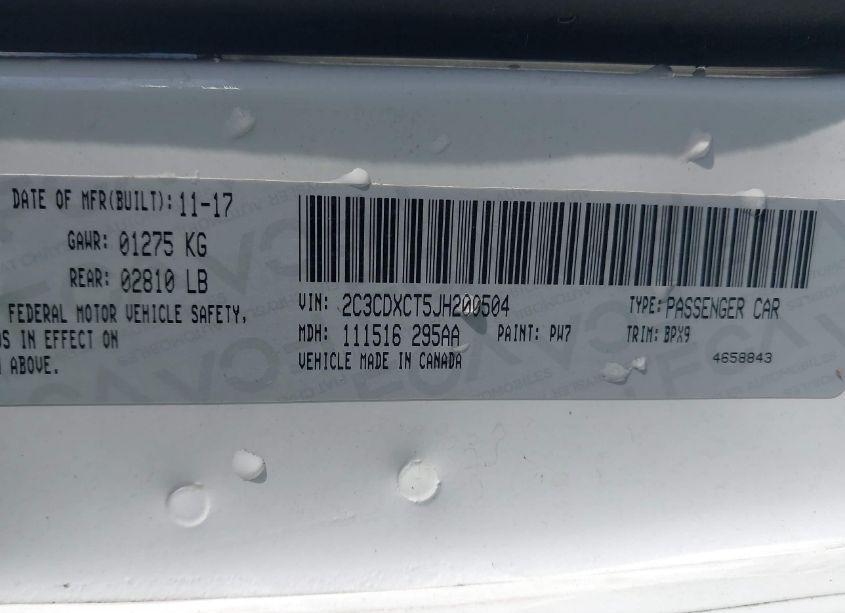 DATE OF MFR(BUILT): 11-17
GAWR: 01275 KG
REAR: 02810 LB
FEDERAL MOTOR VEHICLE SAFETY,
DS IN EFFECT ON
ABOVE.
VIN: 2C3CDXCT5JH200504
TYPE: PASSENGER CAR
MDH: 111516 295AA
PAINT: PW7
TRIM: BPX9
VEHICLE MADE IN CANADA
4658843